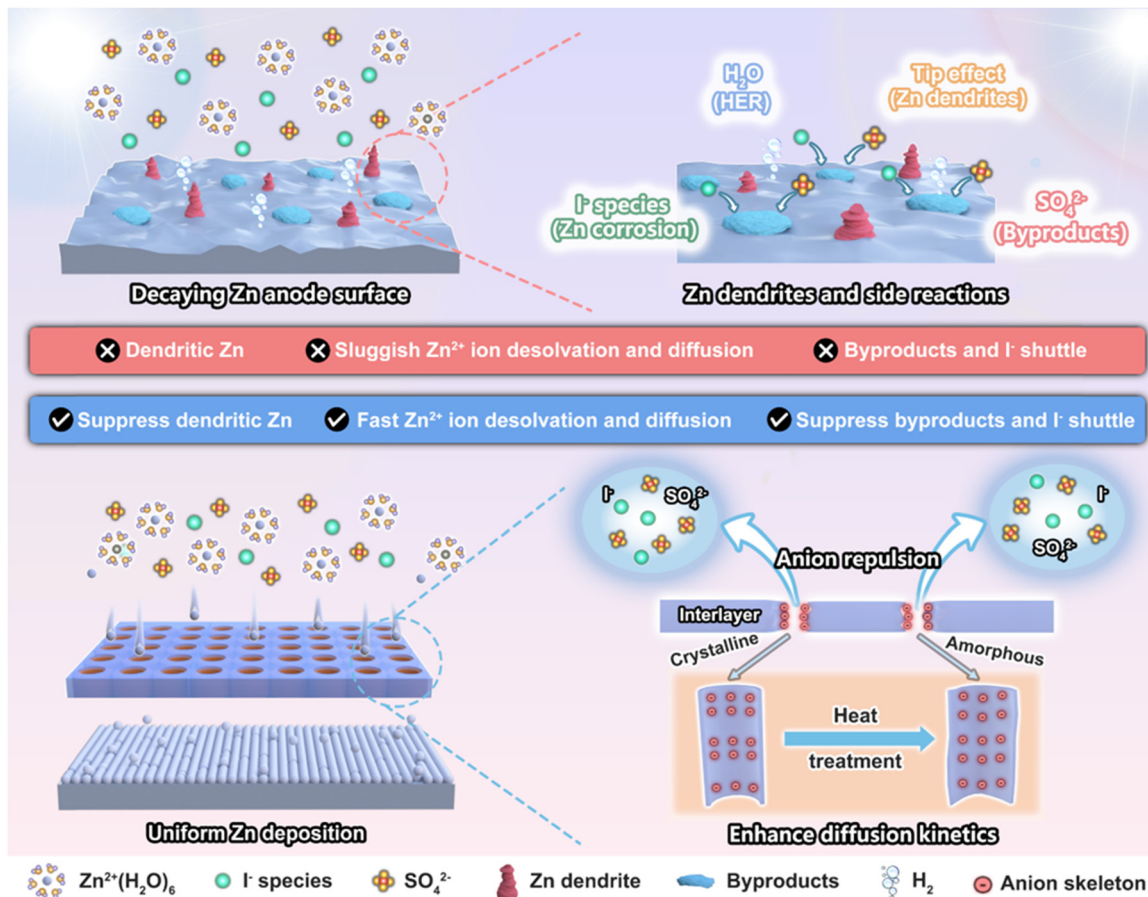 H₂O
(HER)
Tip effect
(Zn dendrites)
I⁻ species
(Zn corrosion)
SO₄²⁻
(Byproducts)
Decaying Zn anode surface
Zn dendrites and side reactions
Dendritic Zn
Sluggish Zn²⁺ ion desolvation and diffusion
Byproducts and I⁻ shuttle
Suppress dendritic Zn
Fast Zn²⁺ ion desolvation and diffusion
Suppress byproducts and I⁻ shuttle
I⁻
SO₄²⁻
I⁻
SO₄²⁻
Anion repulsion
Interlayer
Crystalline
Amorphous
Heat
treatment
Uniform Zn deposition
Enhance diffusion kinetics
Zn²⁺(H₂O)₆
I⁻ species
SO₄²⁻
Zn dendrite
Byproducts
H₂
Anion skeleton